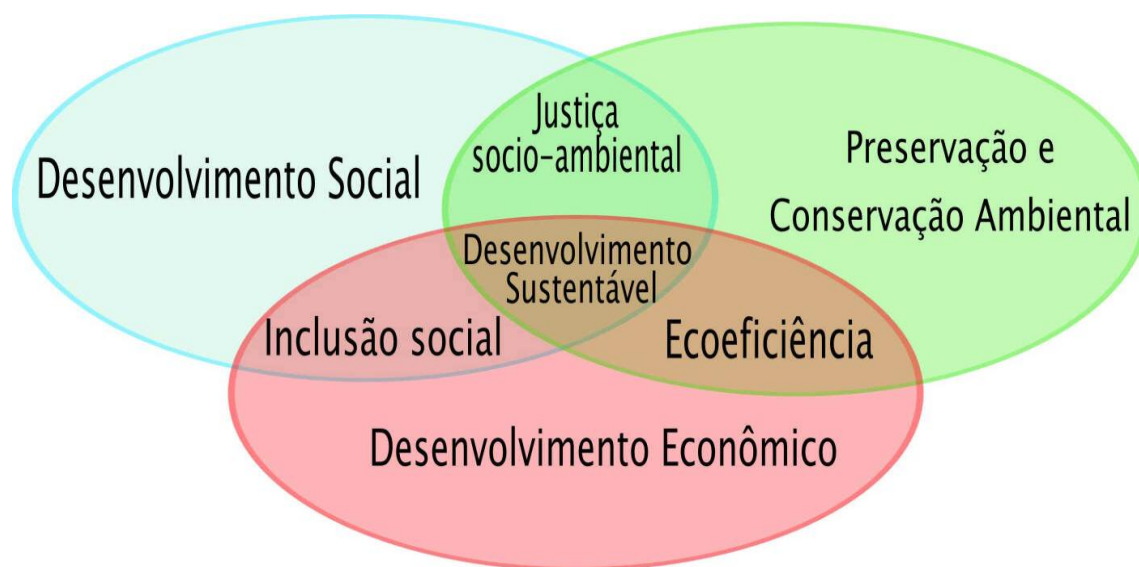 Desenvolvimento Social
Justiça
socio-ambiental
Preservação e
Conservação Ambiental
Desenvolvimento
Sustentável
Inclusão social
Ecoeficiência
Desenvolvimento Econômico